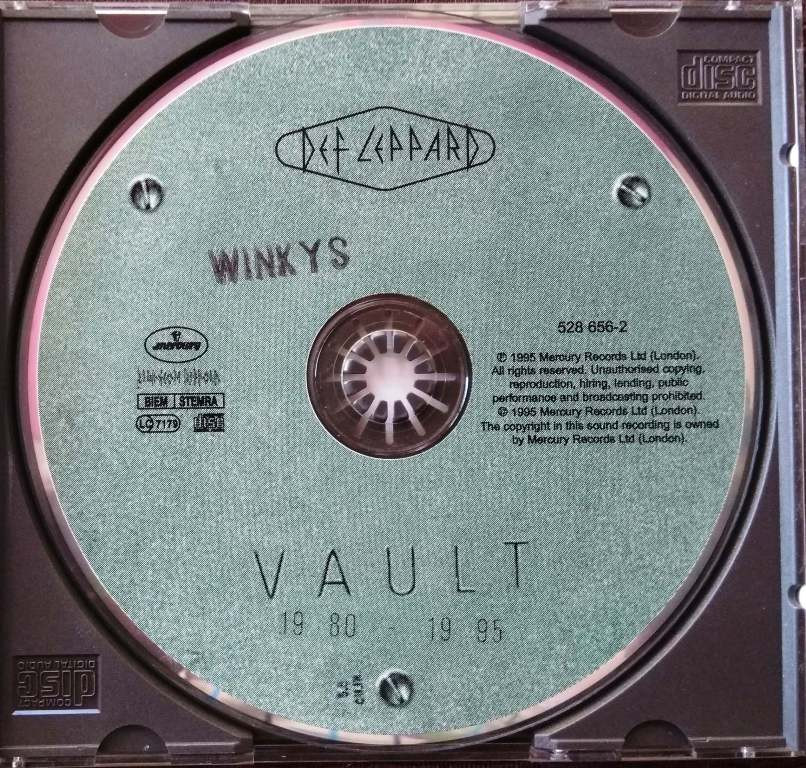 COMPACT
disc
DIGITAL AUDIO
DEF LEPPARD
WINKYS
528 656-2
mercury
℗ 1995 Mercury Records Ltd (London).
All rights reserved. Unauthorised copying,
reproduction, hiring, lending, public
performance and broadcasting prohibited.
© 1995 Mercury Records Ltd (London).
The copyright in this sound recording is owned
by Mercury Records Ltd (London).
BIEM | STEMRA
LC 7179
disc
VAULT
19 80 - 19 95
COMPACT
disc
DIGITAL AUDIO